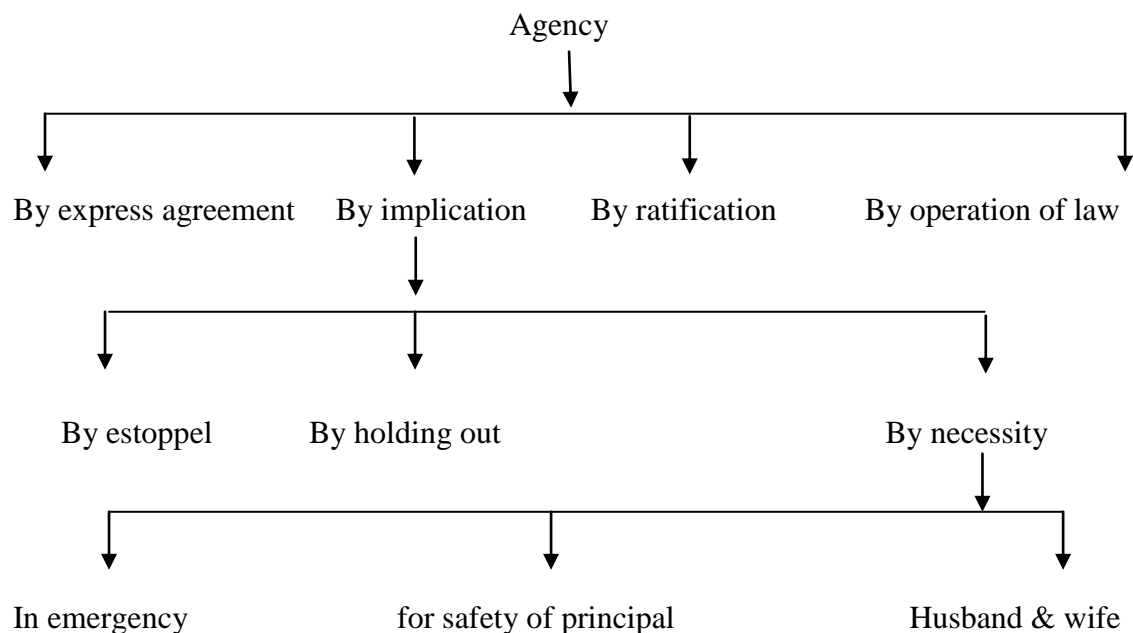 Agency
By express agreement By implication By ratification By operation of law
By estoppel By holding out By necessity
In emergency for safety of principal Husband & wife